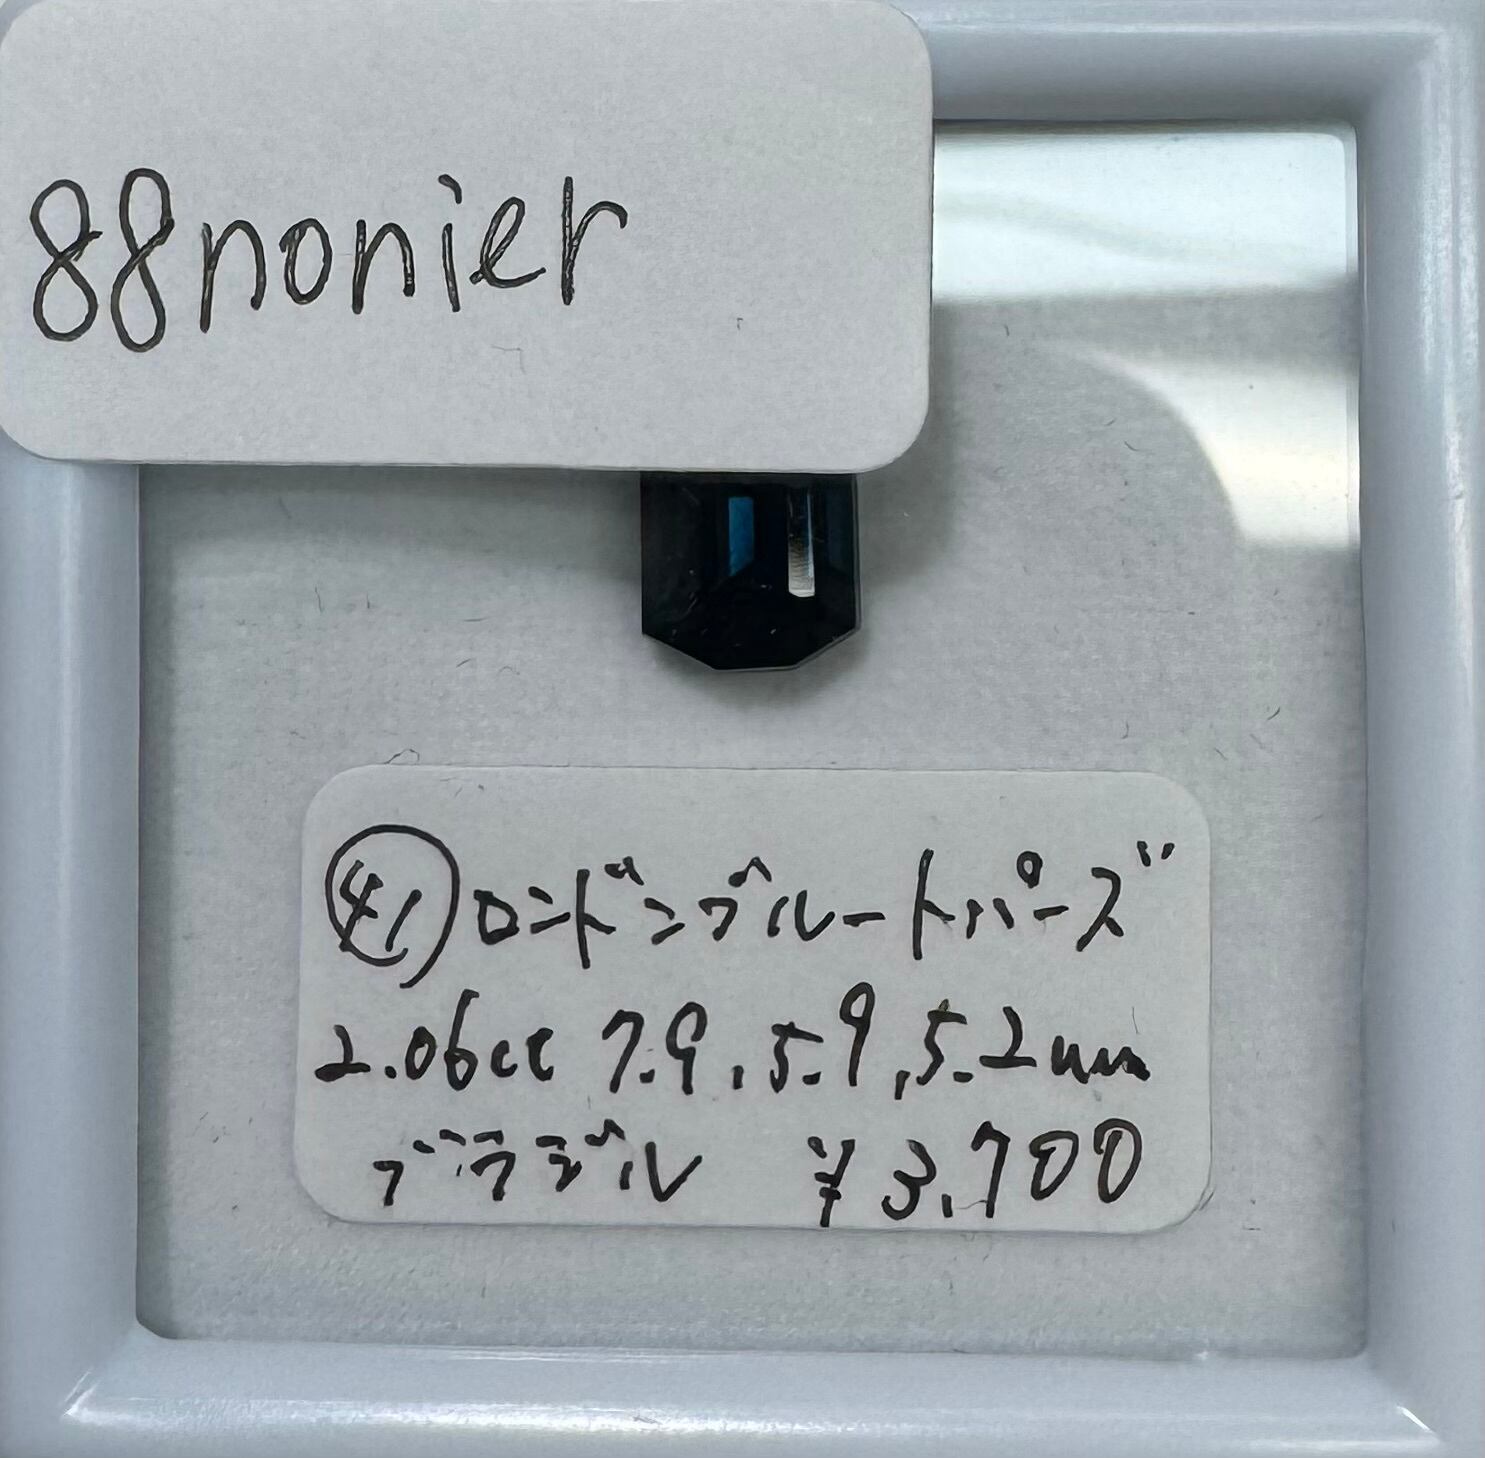 88nonier
㊶ロンドンブルートパーズ
2.06ct 7.9,5.9,5.2mm
ブラジル ¥3,700